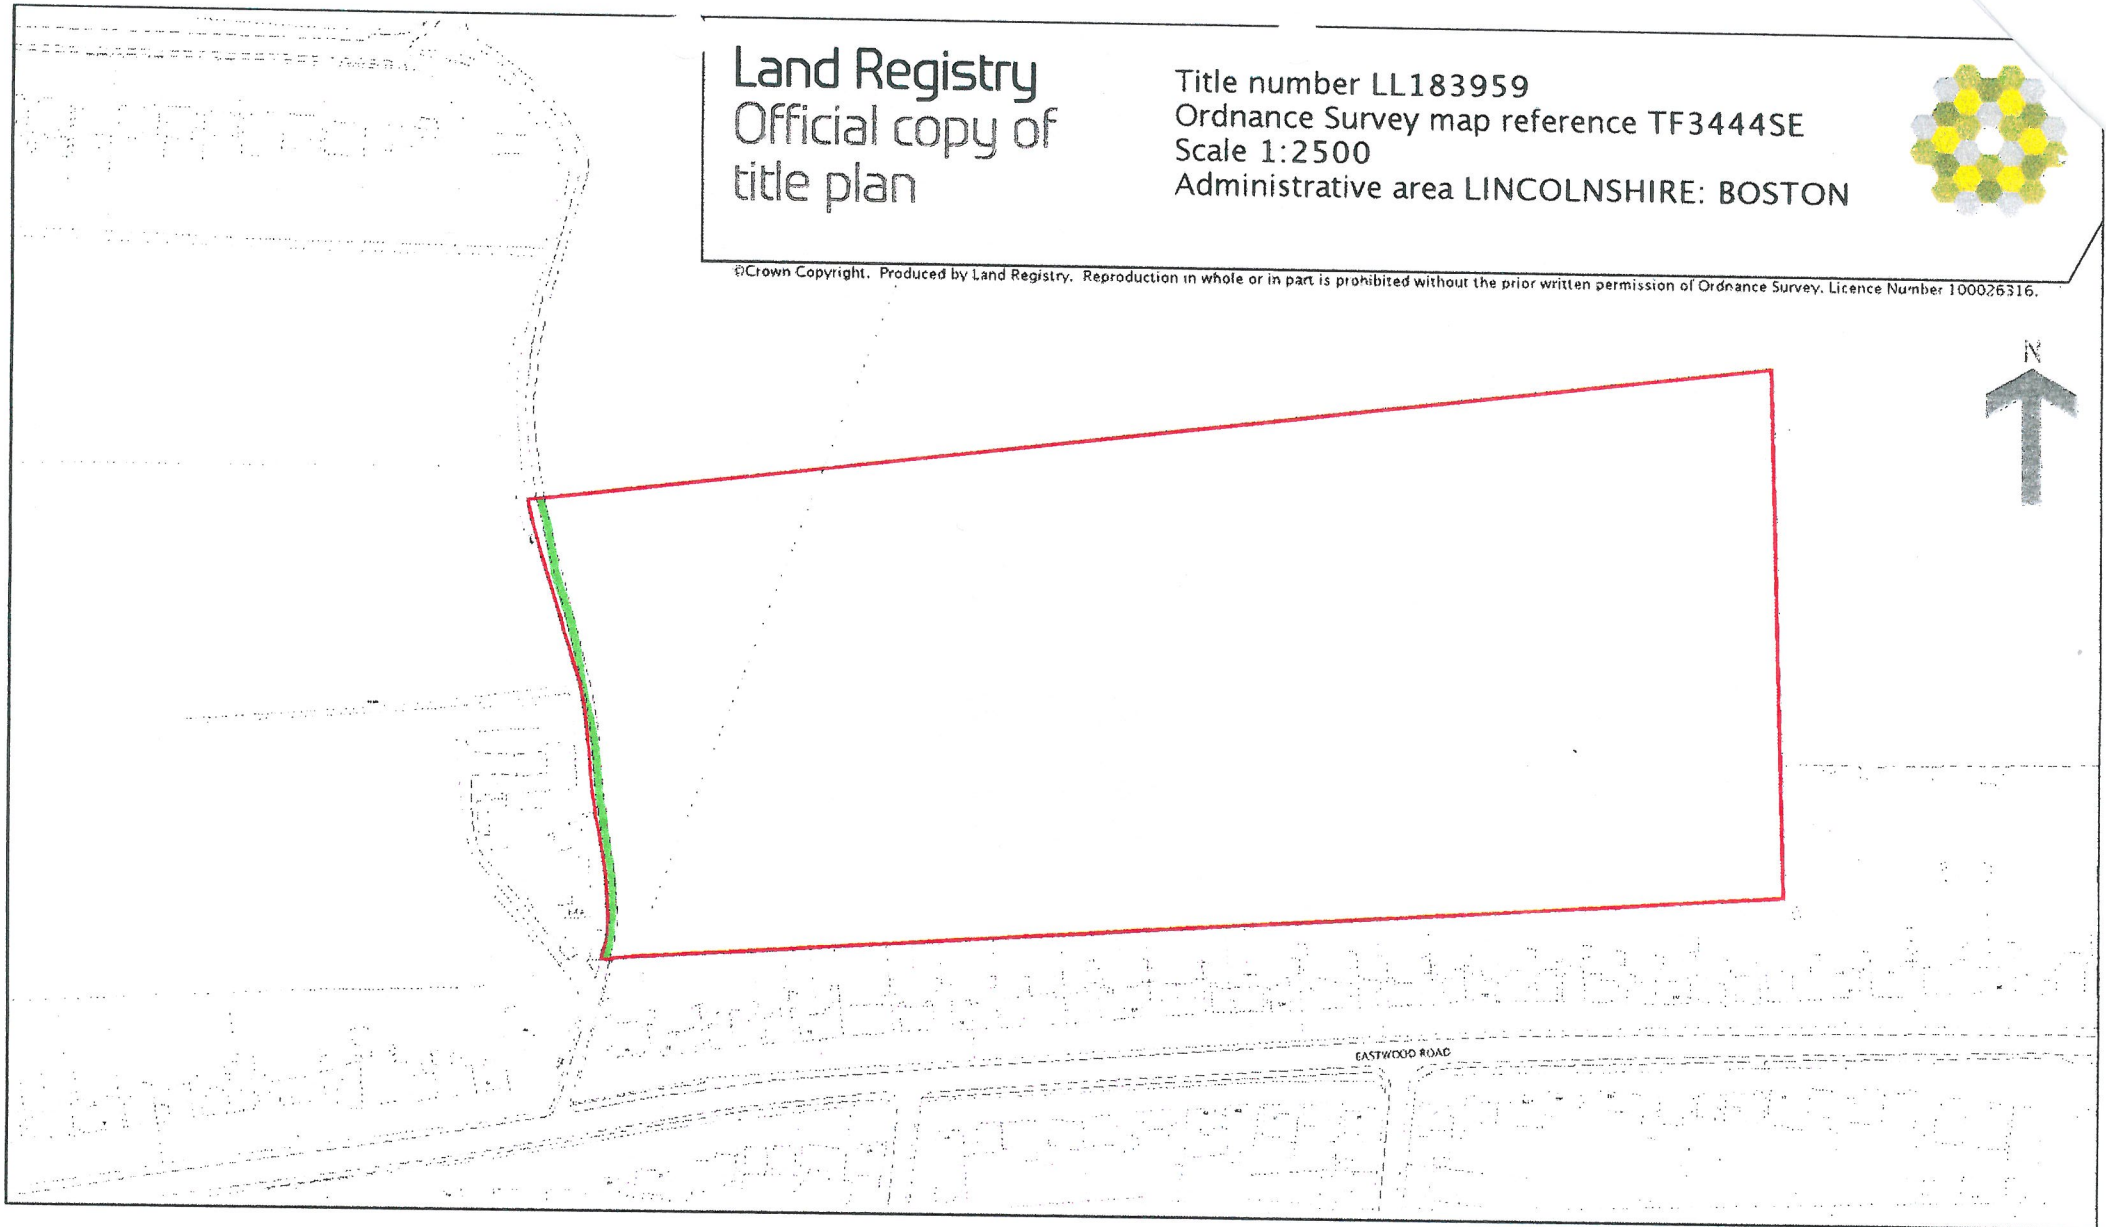 Land Registry
Official copy of
title plan
Title number LL183959
Ordnance Survey map reference TF3444SE
Scale 1:2500
Administrative area LINCOLNSHIRE: BOSTON
©Crown Copyright. Produced by Land Registry. Reproduction in whole or in part is prohibited without the prior written permission of Ordnance Survey. Licence Number 100026316.
N
EASTWOOD ROAD